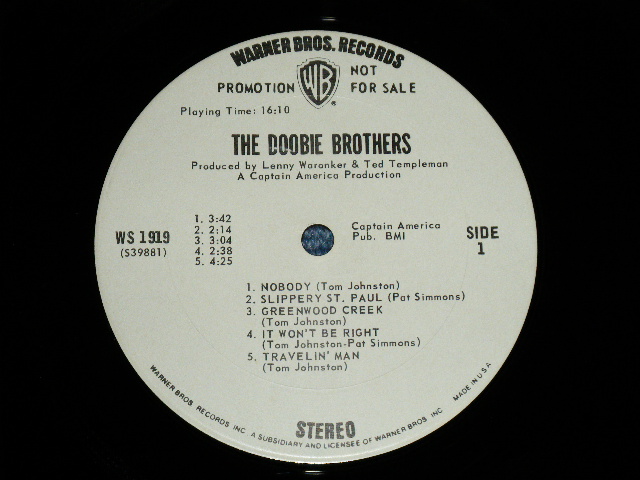 WARNER BROS. RECORDS
PROMOTION WB NOT FOR SALE
®
Playing Time: 16:10
THE DOOBIE BROTHERS
Produced by Lenny Waronker & Ted Templeman
A Captain America Production
WS 1919
(S39881)
1. 3:42
2. 2:14
3. 3:04
4. 2:38
5. 4:25
Captain America
Pub. BMI
SIDE
1
1. NOBODY (Tom Johnston)
2. SLIPPERY ST. PAUL (Pat Simmons)
3. GREENWOOD CREEK
(Tom Johnston)
4. IT WON'T BE RIGHT
(Tom Johnston-Pat Simmons)
5. TRAVELIN' MAN
(Tom Johnston)
STEREO
WARNER BROS. RECORDS INC. A SUBSIDIARY AND LICENSEE OF WARNER BROS. INC. MADE IN U.S.A.